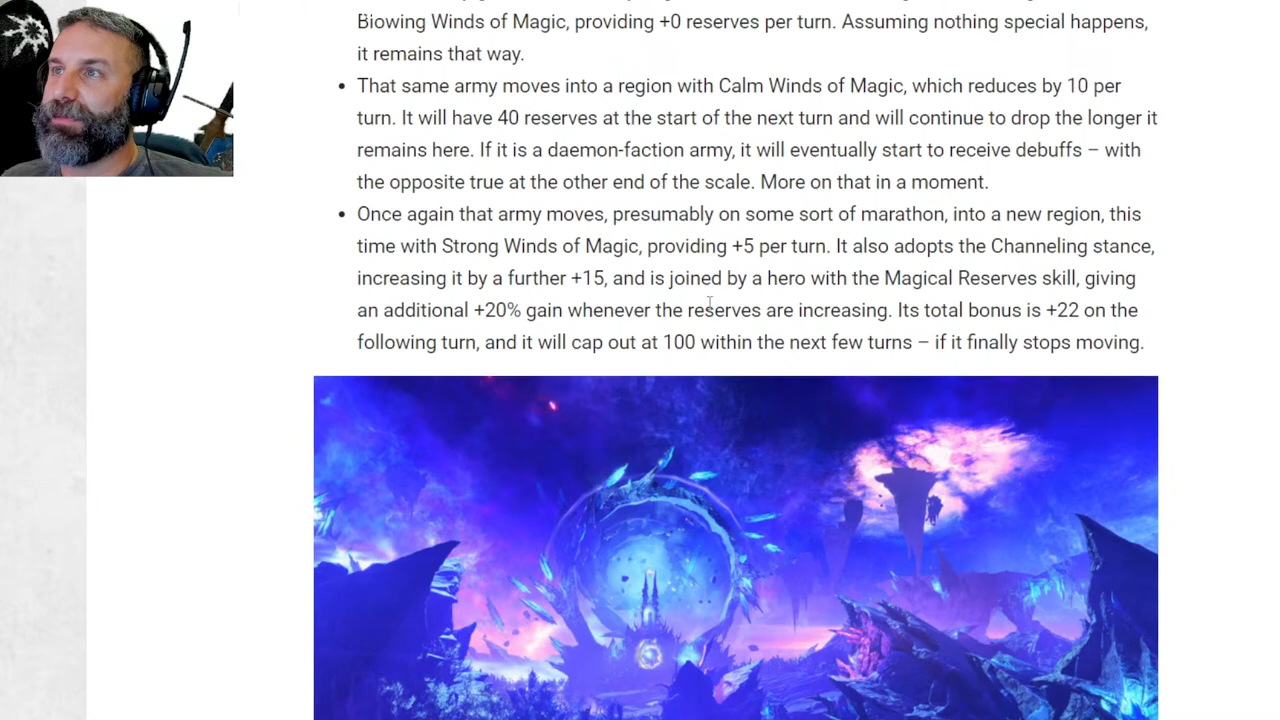 Biowing Winds of Magic, providing +0 reserves per turn. Assuming nothing special happens,
it remains that way.
• That same army moves into a region with Calm Winds of Magic, which reduces by 10 per
turn. It will have 40 reserves at the start of the next turn and will continue to drop the longer it
remains here. If it is a daemon-faction army, it will eventually start to receive debuffs – with
the opposite true at the other end of the scale. More on that in a moment.
• Once again that army moves, presumably on some sort of marathon, into a new region, this
time with Strong Winds of Magic, providing +5 per turn. It also adopts the Channeling stance,
increasing it by a further +15, and is joined by a hero with the Magical Reserves skill, giving
an additional +20% gain whenever the reserves are increasing. Its total bonus is +22 on the
following turn, and it will cap out at 100 within the next few turns – if it finally stops moving.